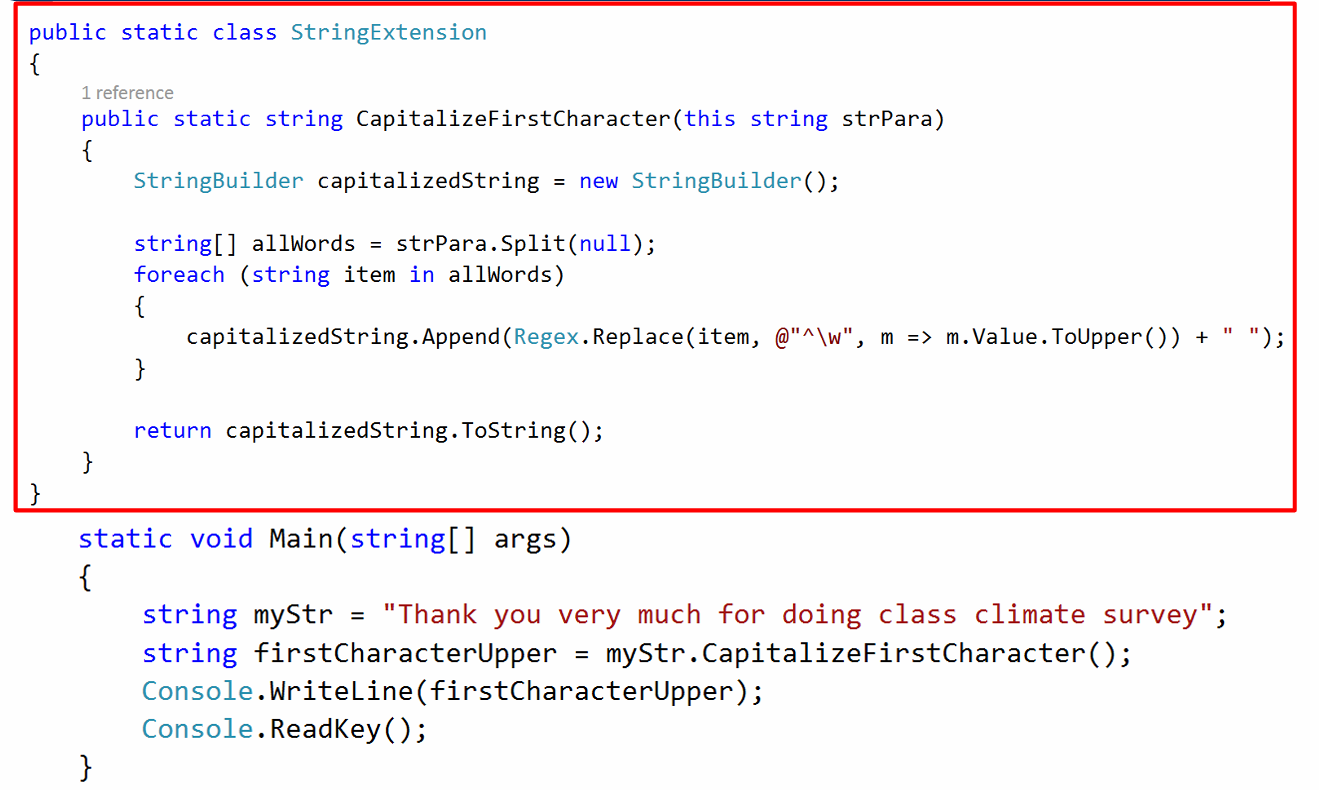 public static class StringExtension
{
1 reference
public static string CapitalizeFirstCharacter(this string strPara)
{
StringBuilder capitalizedString = new StringBuilder();
string[] allWords = strPara.Split(null);
foreach (string item in allWords)
{
capitalizedString.Append(Regex.Replace(item, @"^\w", m => m.Value.ToUpper()) + " ");
}
return capitalizedString.ToString();
}
}
static void Main(string[] args)
{
string myStr = "Thank you very much for doing class climate survey";
string firstCharacterUpper = myStr.CapitalizeFirstCharacter();
Console.WriteLine(firstCharacterUpper);
Console.ReadKey();
}